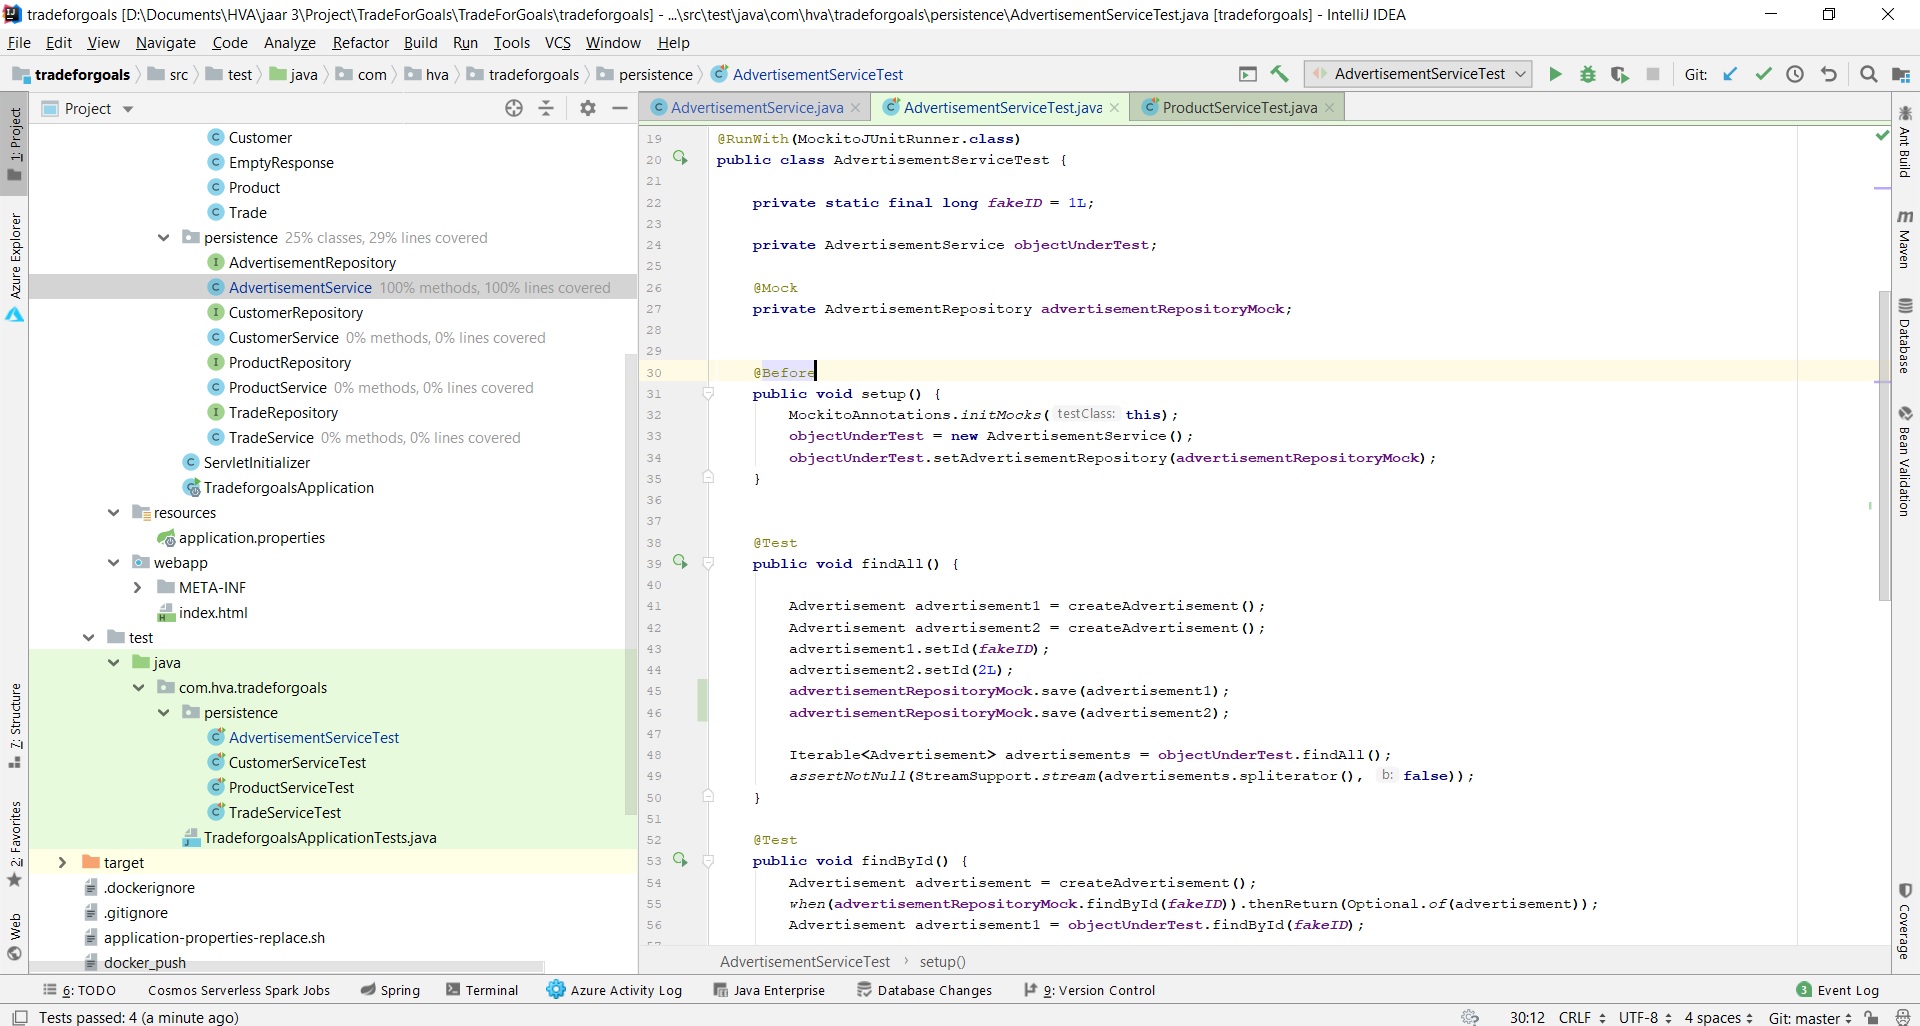 tradeforgoals [D:\Documents\HVA\jaar 3\Project\TradeForGoals\TradeForGoals\tradeforgoals] - ...\src\test\java\com\hva\tradeforgoals\persistence\AdvertisementServiceTest.java [tradeforgoals] - IntelliJ IDEA
File Edit View Navigate Code Analyze Refactor Build Run Tools VCS Window Help
tradeforgoals src test java com hva tradeforgoals persistence AdvertisementServiceTest AdvertisementServiceTest Git:
1: Project
Azure Explorer
7: Structure
2: Favorites
Web
Project
Customer
EmptyResponse
Product
Trade
persistence 25% classes, 29% lines covered
AdvertisementRepository
AdvertisementService 100% methods, 100% lines covered
CustomerRepository
CustomerService 0% methods, 0% lines covered
ProductRepository
ProductService 0% methods, 0% lines covered
TradeRepository
TradeService 0% methods, 0% lines covered
ServletInitializer
TradeforgoalsApplication
resources
application.properties
webapp
META-INF
index.html
test
java
com.hva.tradeforgoals
persistence
AdvertisementServiceTest
CustomerServiceTest
ProductServiceTest
TradeServiceTest
TradeforgoalsApplicationTests.java
target
.dockerignore
.gitignore
application-properties-replace.sh
docker_push
AdvertisementService.java AdvertisementServiceTest.java ProductServiceTest.java
19 @RunWith(MockitoJUnitRunner.class)
20 public class AdvertisementServiceTest {
21
22 private static final long fakeID = 1L;
23
24 private AdvertisementService objectUnderTest;
25
26 @Mock
27 private AdvertisementRepository advertisementRepositoryMock;
28
29
30 @Before
31 public void setup() {
32 MockitoAnnotations.initMocks( testClass: this);
33 objectUnderTest = new AdvertisementService();
34 objectUnderTest.setAdvertisementRepository(advertisementRepositoryMock);
35 }
36
37
38 @Test
39 public void findAll() {
40
41 Advertisement advertisement1 = createAdvertisement();
42 Advertisement advertisement2 = createAdvertisement();
43 advertisement1.setId(fakeID);
44 advertisement2.setId(2L);
45 advertisementRepositoryMock.save(advertisement1);
46 advertisementRepositoryMock.save(advertisement2);
47
48 Iterable<Advertisement> advertisements = objectUnderTest.findAll();
49 assertNotNull(StreamSupport.stream(advertisements.spliterator(), b: false));
50 }
51
52 @Test
53 public void findById() {
54 Advertisement advertisement = createAdvertisement();
55 when(advertisementRepositoryMock.findById(fakeID)).thenReturn(Optional.of(advertisement));
56 Advertisement advertisement1 = objectUnderTest.findById(fakeID);
57
AdvertisementServiceTest setup()
Ant Build
Maven
Database
Bean Validation
Coverage
6: TODO Cosmos Serverless Spark Jobs Spring Terminal Azure Activity Log Java Enterprise Database Changes 9: Version Control 3 Event Log
Tests passed: 4 (a minute ago) 30:12 CRLF UTF-8 4 spaces Git: master